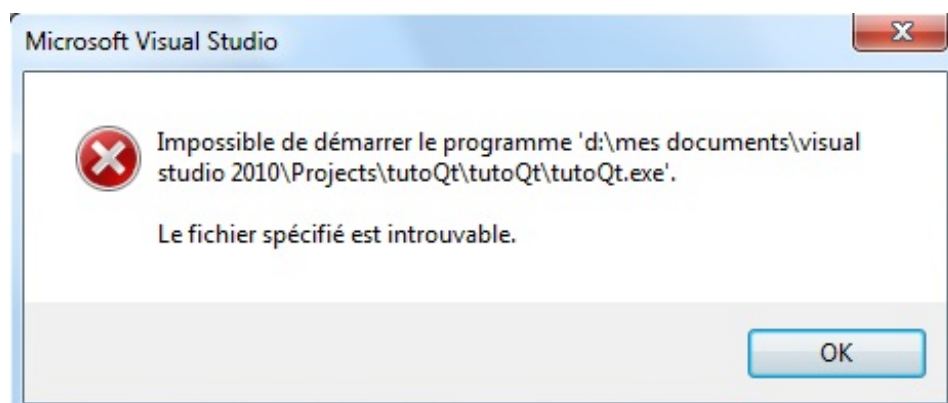 Microsoft Visual Studio
Impossible de démarrer le programme 'd:\mes documents\visual
studio 2010\Projects\tutoQt\tutoQt\tutoQt.exe'.
Le fichier spécifié est introuvable.
OK